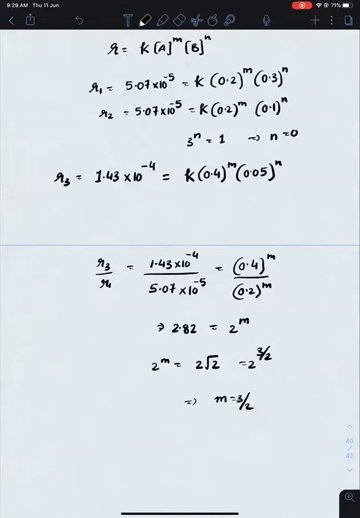 9:29 AM Thu 11 Jun
r = K[A]^m [B]^n
r₁ = 5.07×10^-5 = K(0.2)^m (0.3)^n
r₂ = 5.07×10^-5 = K(0.2)^m (0.1)^n
3^n = 1 ⇒ n=0
r₃ = 1.43×10^-4 = K(0.4)^m (0.05)^n
r₃/r₁ = 1.43×10^-4/5.07×10^-5 = (0.4)^m/(0.2)^m
⇒ 2.82 = 2^m
2^m = 2√2 = 2^3/2
⇒ m=3/2
40
42